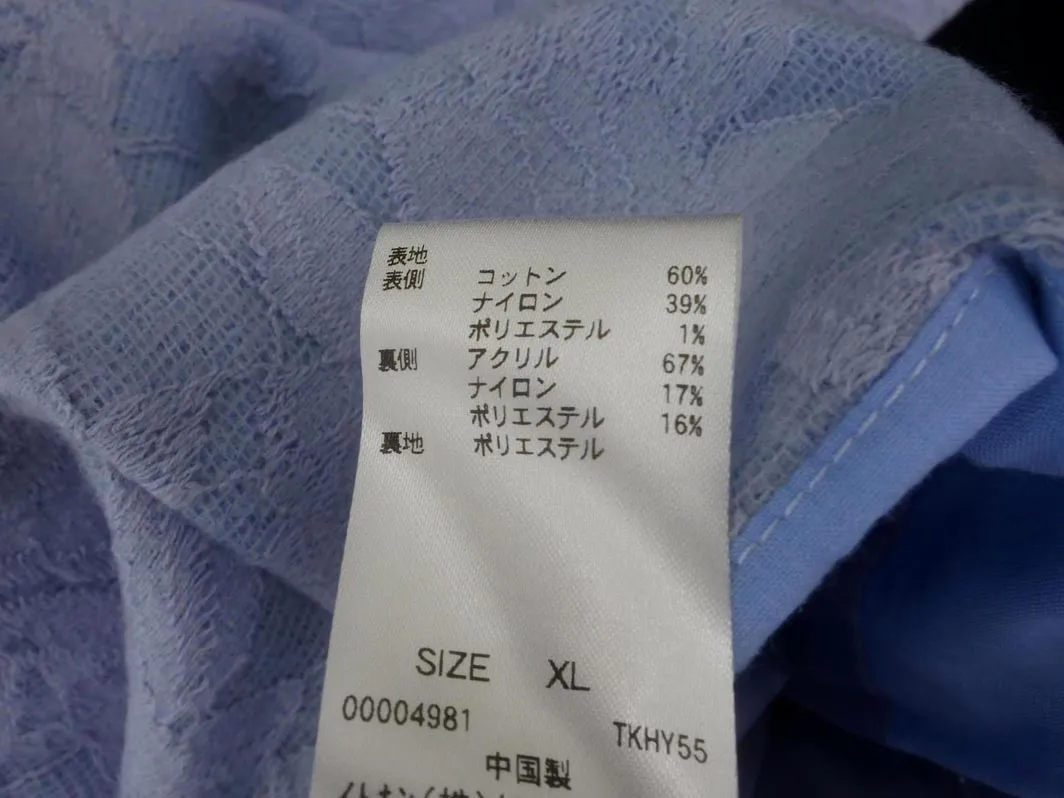 表地
表側 コットン 60%
ナイロン 39%
ポリエステル 1%
裏側 アクリル 67%
ナイロン 17%
ポリエステル 16%
裏地 ポリエステル
SIZE XL
00004981 TKHY55
中国製